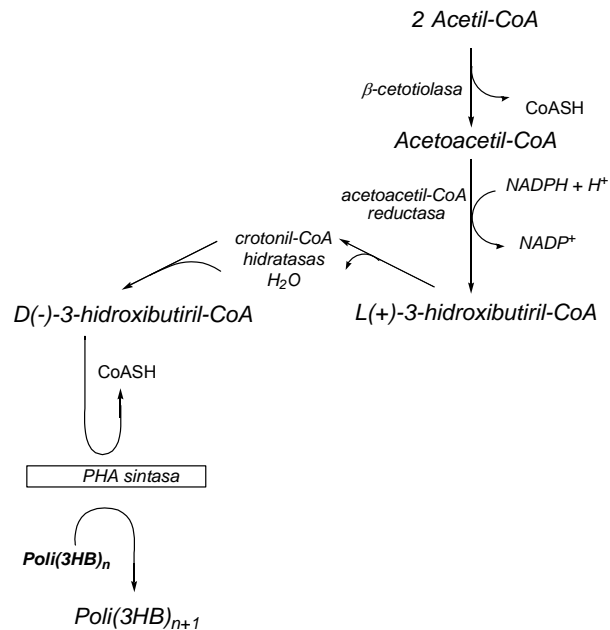 2 Acetil-CoA
β-cetotiolasa
CoASH
Acetoacetil-CoA
NADPH + H⁺
acetoacetil-CoA
reductasa
NADP⁺
crotonil-CoA
hidratasas
H₂O
D(-)-3-hidroxibutiril-CoA
L(+)-3-hidroxibutiril-CoA
CoASH
PHA sintasa
Poli(3HB)ₙ
Poli(3HB)ₙ₊₁